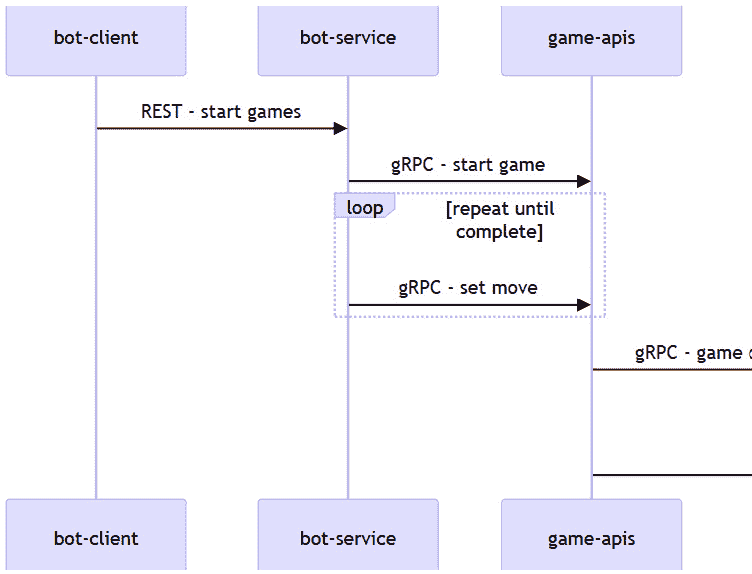 bot-client
bot-service
game-apis
REST - start games
gRPC - start game
loop
[repeat until
complete]
gRPC - set move
gRPC - game
bot-client
bot-service
game-apis